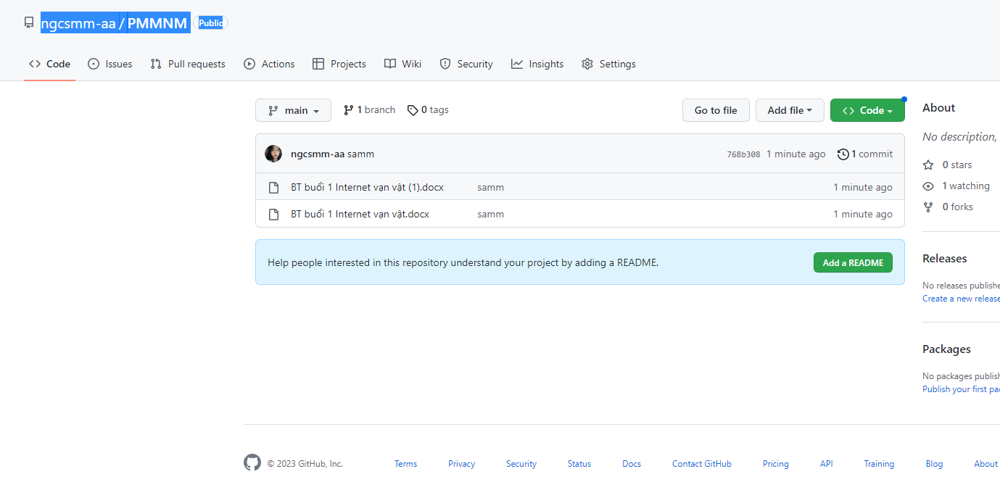 ngcsmm-aa / PMMNM Public
Code Issues Pull requests Actions Projects Wiki Security Insights Settings
main 1 branch 0 tags Go to file Add file Code
ngcsmm-aa samm 768b308 1 minute ago 1 commit
BT buổi 1 Internet vạn vật (1).docx samm 1 minute ago
BT buổi 1 Internet vạn vật.docx samm 1 minute ago
Help people interested in this repository understand your project by adding a README. Add a README
About
No description,
0 stars
1 watching
0 forks
Releases
No releases publishe
Create a new release
Packages
No packages publish
Publish your first pac
© 2023 GitHub, Inc. Terms Privacy Security Status Docs Contact GitHub Pricing API Training Blog About